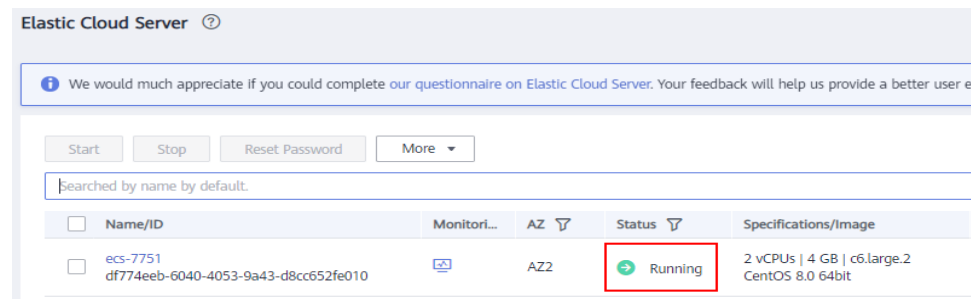 Elastic Cloud Server ?
We would much appreciate if you could complete our questionnaire on Elastic Cloud Server. Your feedback will help us provide a better user e
Start Stop Reset Password More
Searched by name by default.
Name/ID Monitori... AZ Status Specifications/Image
ecs-7751
df774eeb-6040-4053-9a43-d8cc652fe010
AZ2
Running
2 vCPUs | 4 GB | c6.large.2
CentOS 8.0 64bit